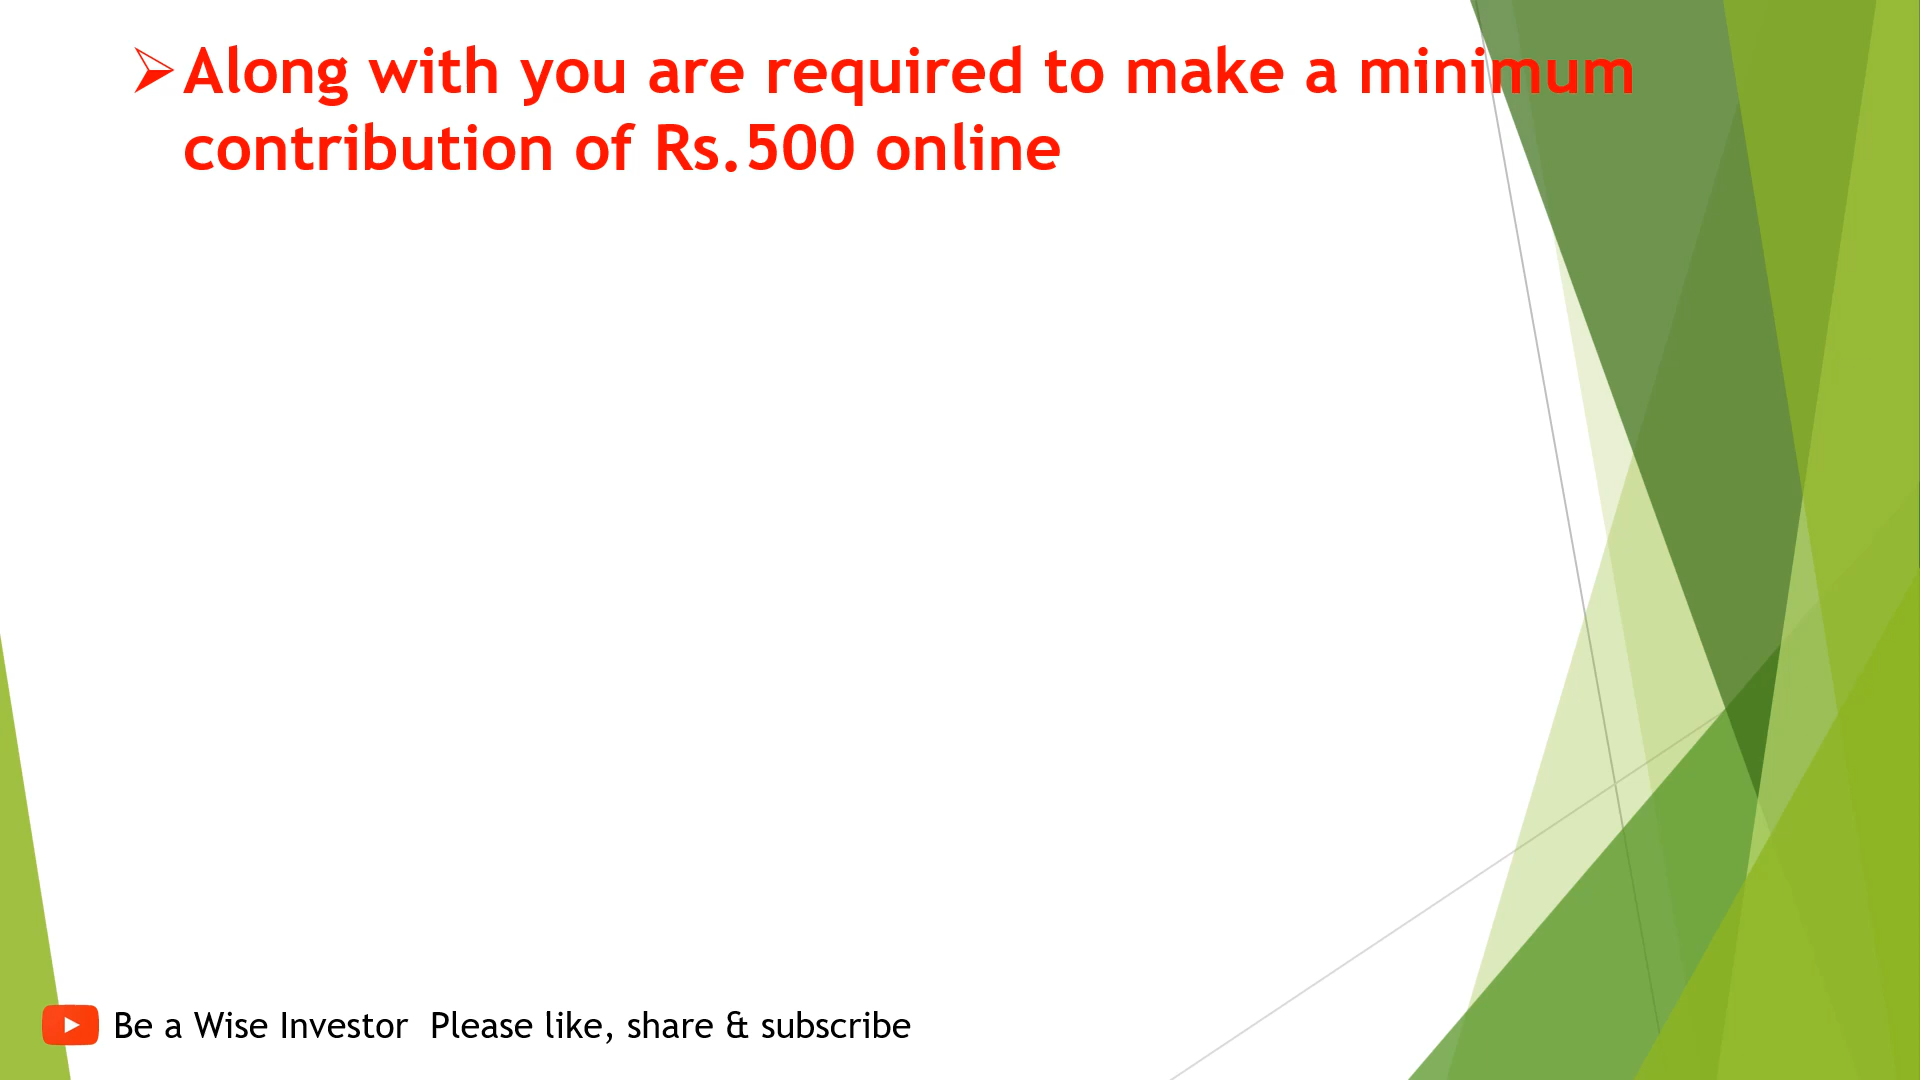 ➢Along with you are required to make a minimum
contribution of Rs.500 online
Be a Wise Investor Please like, share & subscribe